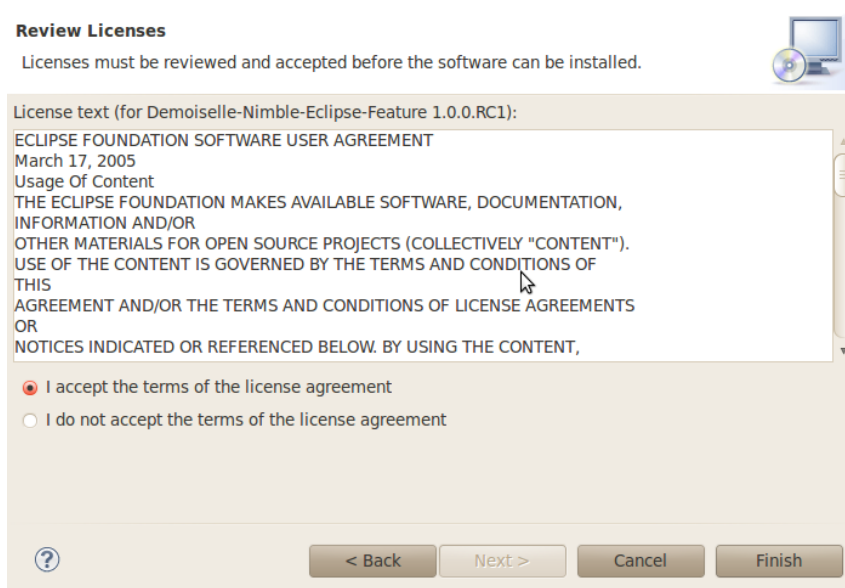 Review Licenses
Licenses must be reviewed and accepted before the software can be installed.
License text (for Demoiselle-Nimble-Eclipse-Feature 1.0.0.RC1):
ECLIPSE FOUNDATION SOFTWARE USER AGREEMENT
March 17, 2005
Usage Of Content
THE ECLIPSE FOUNDATION MAKES AVAILABLE SOFTWARE, DOCUMENTATION,
INFORMATION AND/OR
OTHER MATERIALS FOR OPEN SOURCE PROJECTS (COLLECTIVELY "CONTENT").
USE OF THE CONTENT IS GOVERNED BY THE TERMS AND CONDITIONS OF
THIS
AGREEMENT AND/OR THE TERMS AND CONDITIONS OF LICENSE AGREEMENTS
OR
NOTICES INDICATED OR REFERENCED BELOW. BY USING THE CONTENT,
I accept the terms of the license agreement
I do not accept the terms of the license agreement
? < Back Next > Cancel Finish